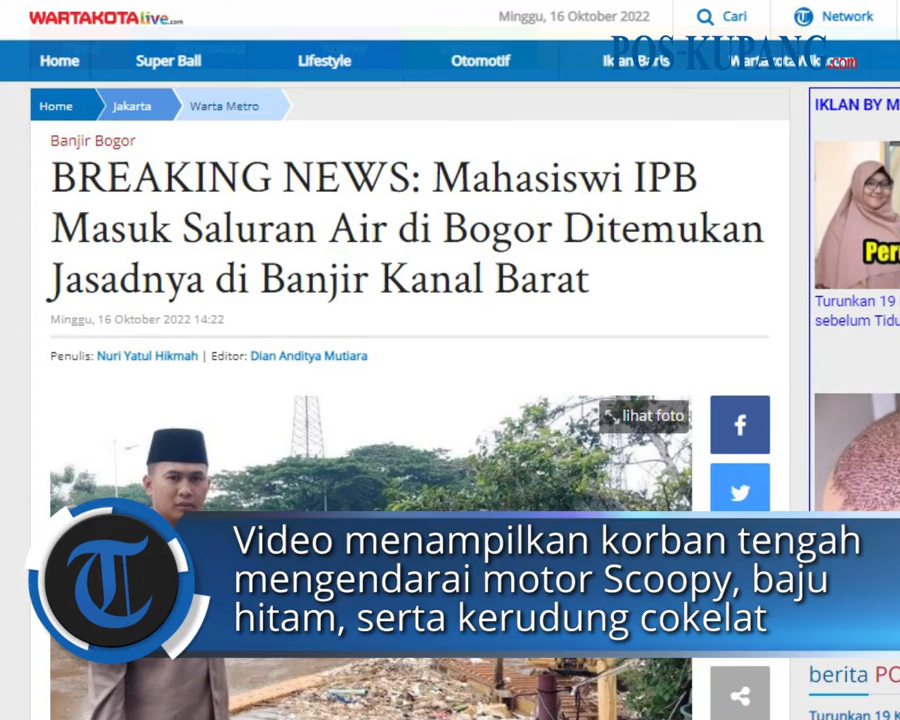 WARTAKOTAlive.com
Minggu, 16 Oktober 2022
Cari
Network
POS-KUPANG.com
Home
Super Ball
Lifestyle
Otomotif
Iklan Baris
Home
Jakarta
Warta Metro
IKLAN BY
Banjir Bogor
BREAKING NEWS: Mahasiswi IPB
Masuk Saluran Air di Bogor Ditemukan
Jasadnya di Banjir Kanal Barat
Minggu, 16 Oktober 2022 14:22
Penulis: Nuri Yatul Hikmah | Editor: Dian Anditya Mutiara
Turunkan 19
sebelum
lihat foto
Video menampilkan korban tengah
mengendarai motor Scoopy, baju
hitam, serta kerudung cokelat
berita
Turunkan 19